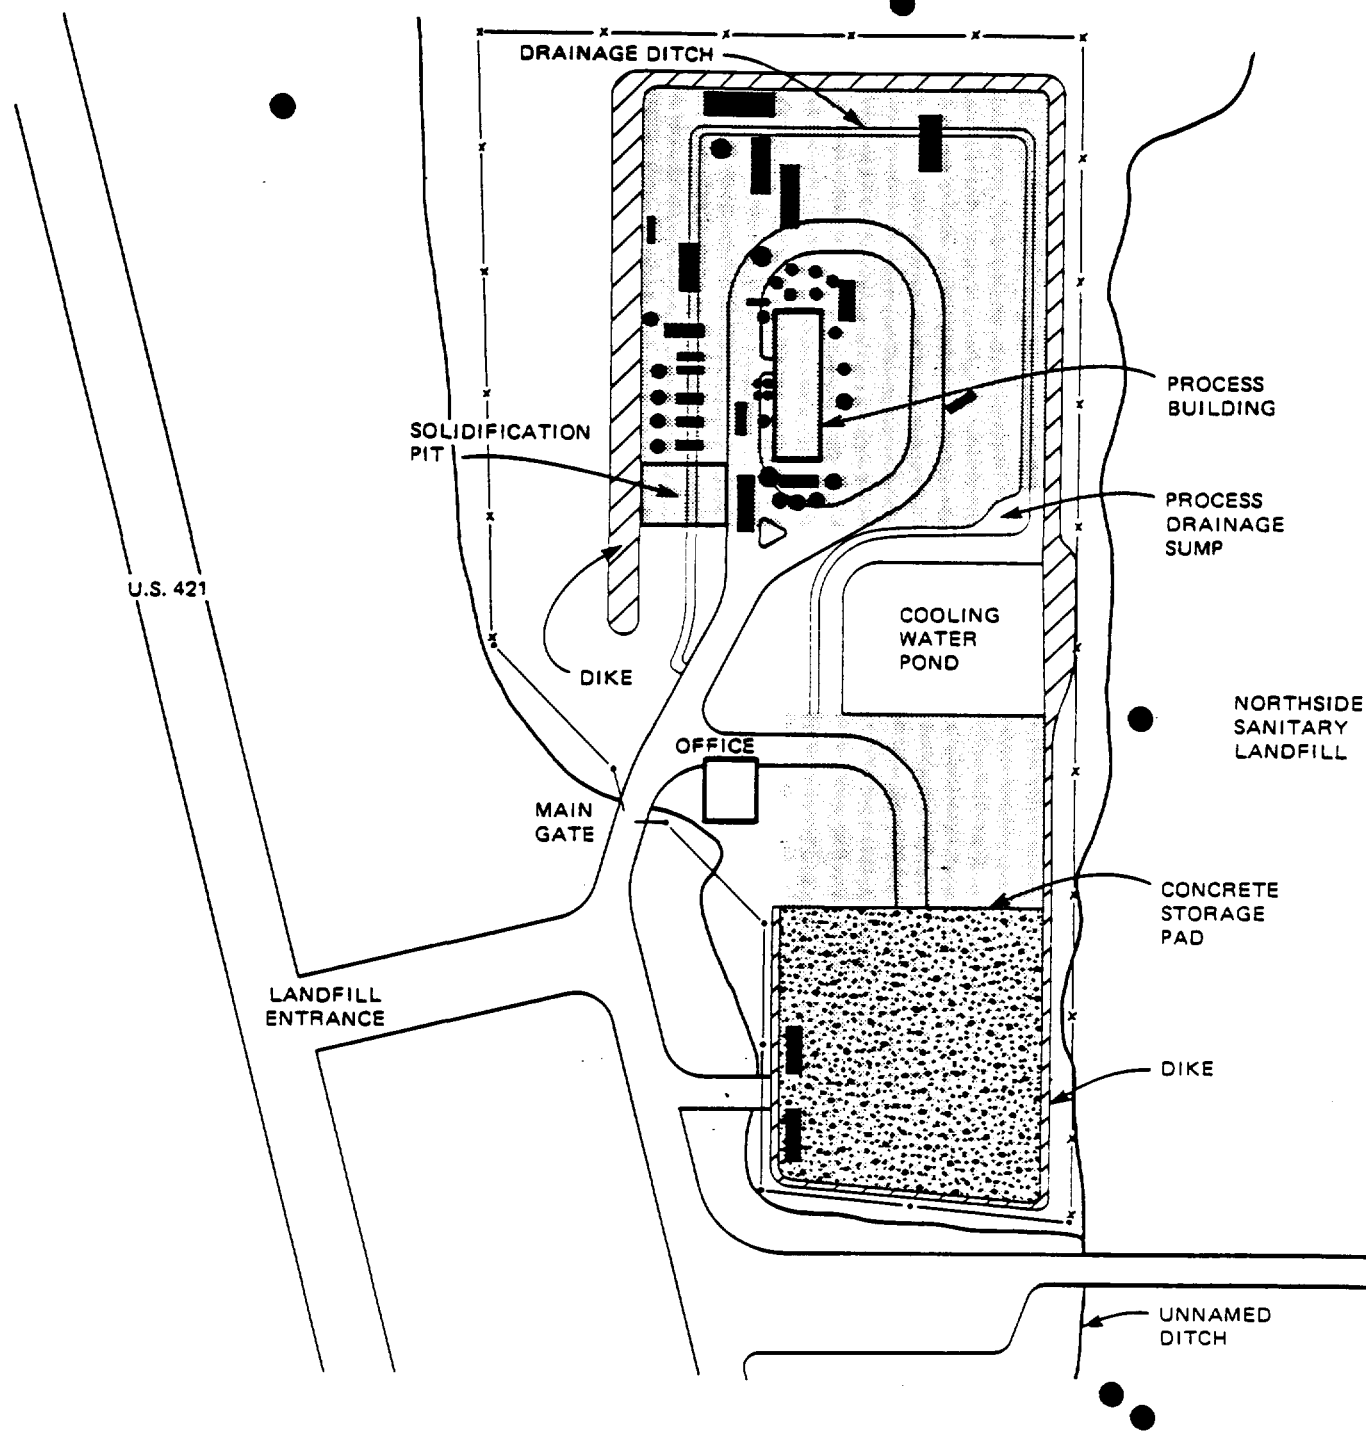 DRAINAGE DITCH
PROCESS
BUILDING
SOLIDIFICATION
PIT
PROCESS
DRAINAGE
SUMP
U.S. 421
COOLING
WATER
POND
DIKE
NORTHSIDE
SANITARY
LANDFILL
OFFICE
MAIN
GATE
CONCRETE
STORAGE
PAD
LANDFILL
ENTRANCE
DIKE
UNNAMED
DITCH